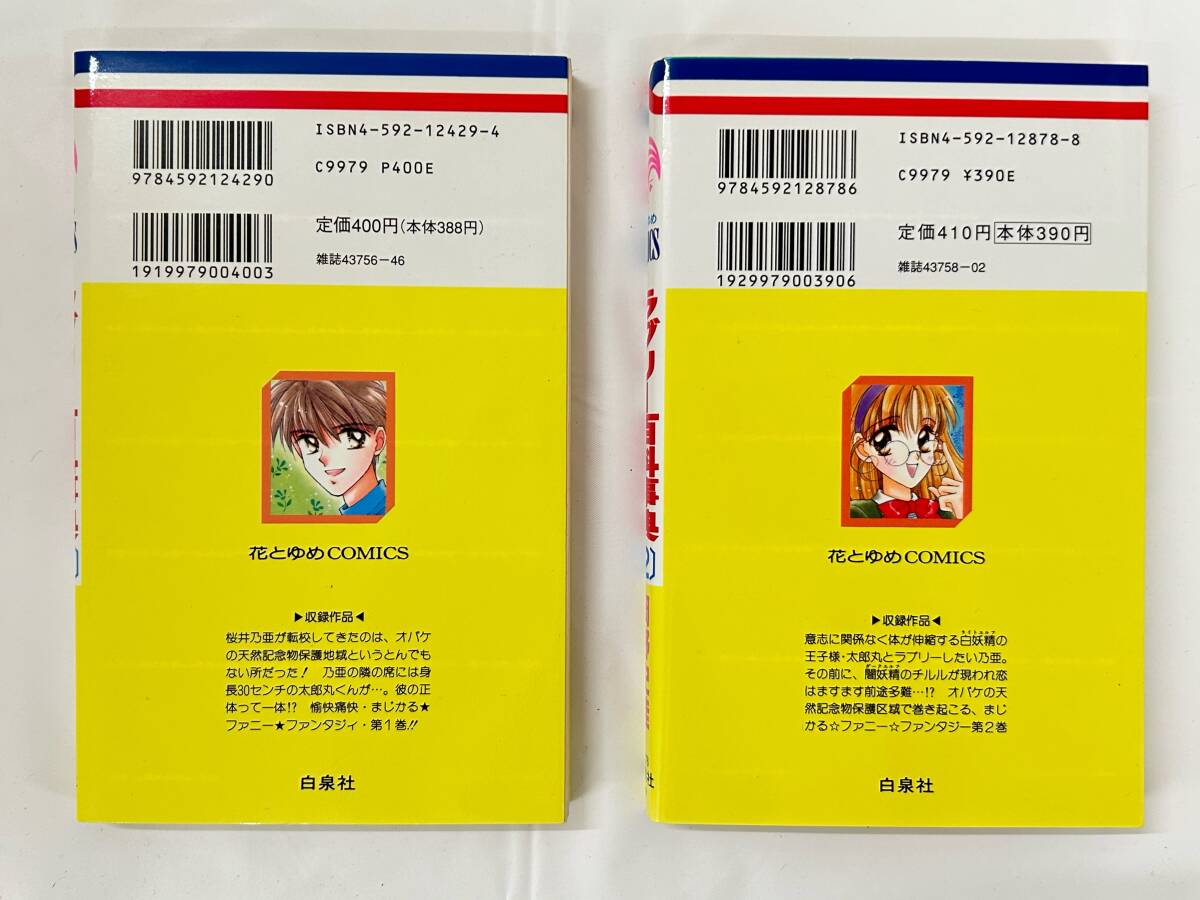 ISBN4-592-12429-4
C9979 P400E
9784592124290
定価400円(本体388円)
雑誌43756-46
1919979004003
花とゆめCOMICS
▶収録作品◀
桜井乃亜が転校してきたのは、オバケ
の天然記念物保護地域というとんでも
ない所だった! 乃亜の隣の席には身
長30センチの太郎丸くんが…。彼の正
体って一体!? 愉快痛快・まじかる★
ファニー★ファンタジィ・第1巻!!
白泉社
ISBN4-592-12878-8
C9979 ¥390E
9784592128786
定価410円 本体390円
雑誌43758-02
1929979003906
ラブリー百科事典
花とゆめCOMICS
▶収録作品◀
意志に関係なく体が伸縮する白妖精の
王子様・太郎丸とラブリーしたい乃亜。
その前に、闇妖精のチルルが現われ恋
はますます前途多難…!? オバケの天
然記念物保護区域で巻き起こる、まじ
かる☆ファニー☆ファンタジー第2巻
白泉社